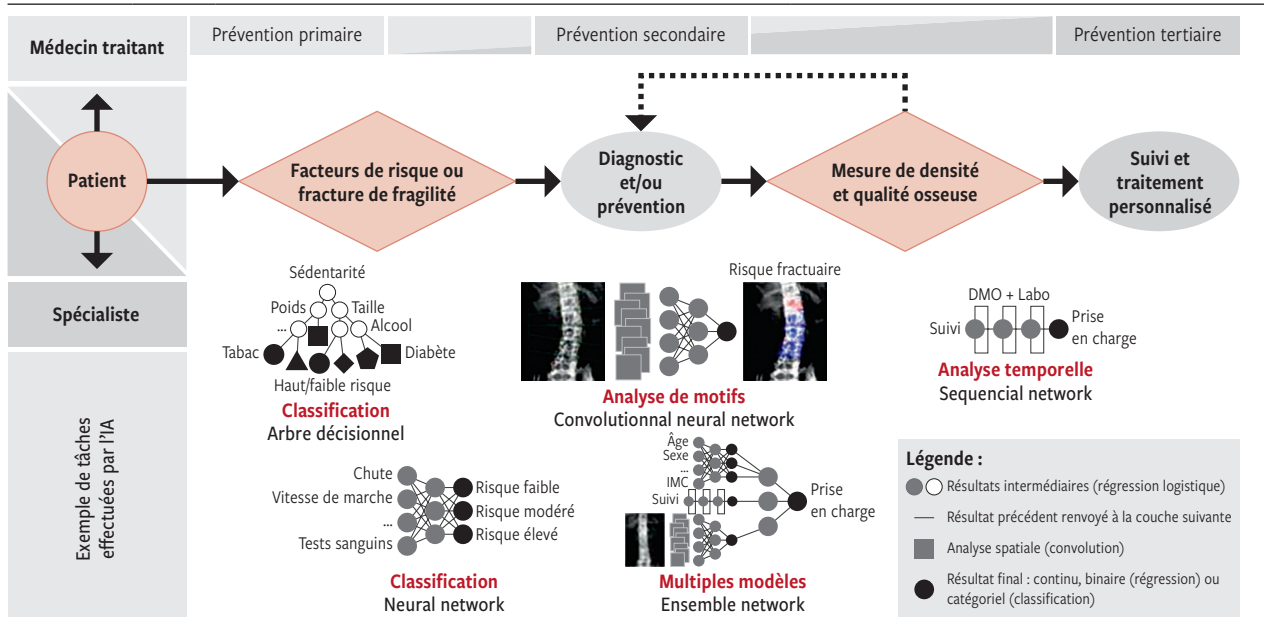 Médecin traitant
Prévention primaire
Prévention secondaire
Prévention tertiaire
Patient
Facteurs de risque ou
fracture de fragilité
Diagnostic
et/ou
prévention
Mesure de densité
et qualité osseuse
Suivi et
traitement
personnalisé
Spécialiste
Exemple de tâches
effectuées par l'IA
Sédentarité
Poids
Taille
...
Alcool
Tabac
Diabète
Haut/faible risque
Classification
Arbre décisionnel
Risque fractuaire
Analyse de motifs
Convolutionnal neural network
DMO + Labo
Suivi
Prise
en charge
Analyse temporelle
Sequencial network
Chute
Vitesse de marche
...
Tests sanguins
Risque faible
Risque modéré
Risque élevé
Classification
Neural network
Âge
Sexe
...
IMC
Suivi
Prise
en charge
Multiples modèles
Ensemble network
Légende :
Résultats intermédiaires (régression logistique)
Résultat précédent renvoyé à la couche suivante
Analyse spatiale (convolution)
Résultat final : continu, binaire (régression) ou
catégoriel (classification)